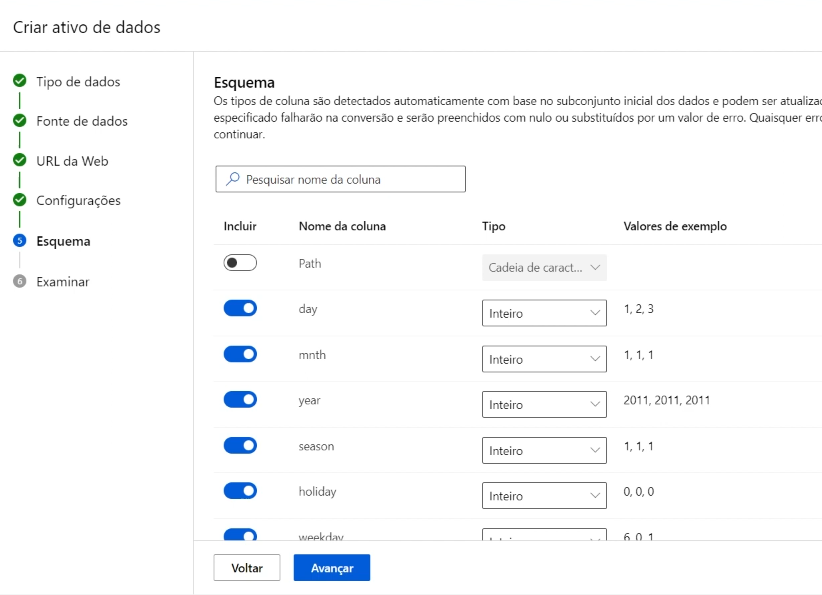 Criar ativo de dados
Tipo de dados
Fonte de dados
URL da Web
Configurações
5 Esquema
6 Examinar
Esquema
Os tipos de coluna são detectados automaticamente com base no subconjunto inicial dos dados e podem ser
especificado falharão na conversão e serão preenchidos com nulo ou substituídos por um valor de erro. Quaisquer
continuar.
Pesquisar nome da coluna
Incluir Nome da coluna Tipo Valores de exemplo
Path Cadeia de caract...
day Inteiro 1, 2, 3
mnth Inteiro 1, 1, 1
year Inteiro 2011, 2011, 2011
season Inteiro 1, 1, 1
holiday Inteiro 0, 0, 0
weekday 6, 0, 1
Voltar Avançar